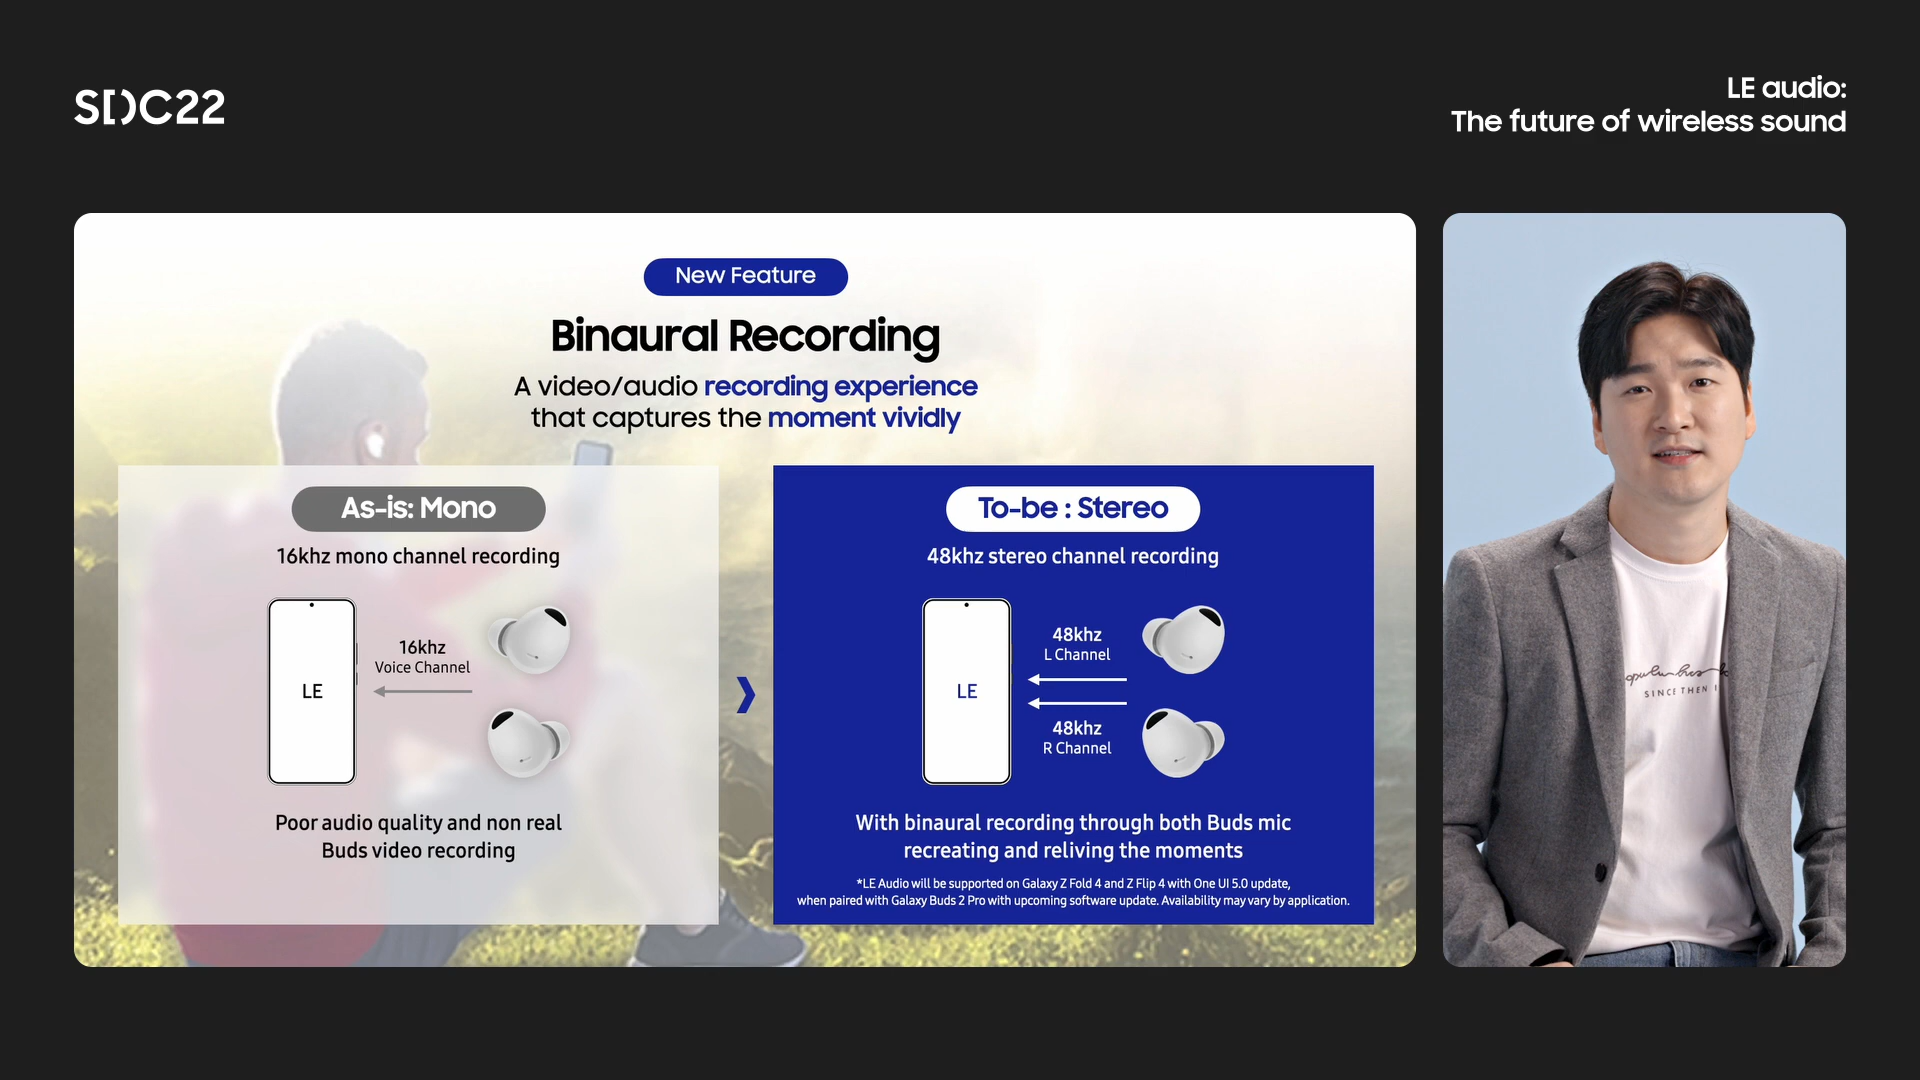 SDC22
LE audio:
The future of wireless sound
New Feature
Binaural Recording
A video/audio recording experience
that captures the moment vividly
As-is: Mono
16khz mono channel recording
LE
16khz
Voice Channel
Poor audio quality and non real
Buds video recording
To-be : Stereo
48khz stereo channel recording
LE
48khz
L Channel
48khz
R Channel
With binaural recording through both Buds mic
recreating and reliving the moments
*LE Audio will be supported on Galaxy Z Fold 4 and Z Flip 4 with One UI 5.0 update,
when paired with Galaxy Buds 2 Pro with upcoming software update. Availability may vary by application.
SINCE THEN